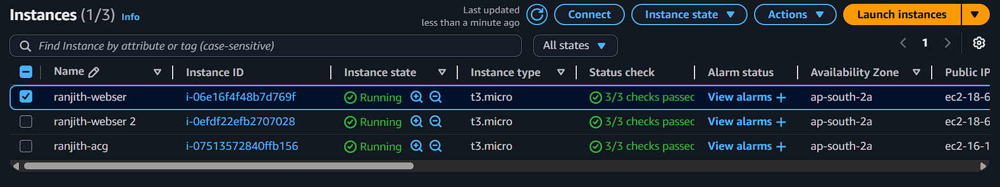 Instances (1/3) Info
Last updated
less than a minute ago
Connect
Instance state
Actions
Launch instances
Find Instance by attribute or tag (case-sensitive)
All states
1
Name Instance ID Instance state Instance type Status check Alarm status Availability Zone Public IP
ranjith-webser i-06e16f4f48b7d769f Running t3.micro 3/3 checks passed View alarms + ap-south-2a ec2-18-6
ranjith-webser 2 i-0efdf22efb2707028 Running t3.micro 3/3 checks passed View alarms + ap-south-2a ec2-18-6
ranjith-acg i-07513572840ffb156 Running t3.micro 3/3 checks passed View alarms + ap-south-2a ec2-16-1